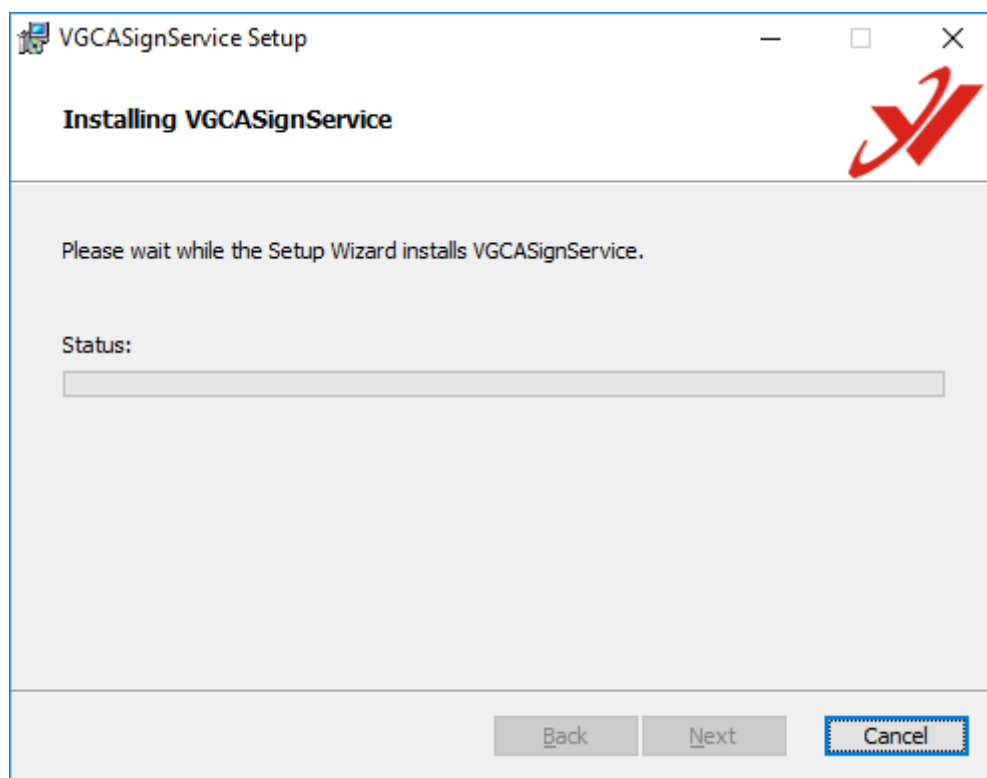 VGCASignService Setup
Installing VGCASignService
Please wait while the Setup Wizard installs VGCASignService.
Status:
Back Next Cancel